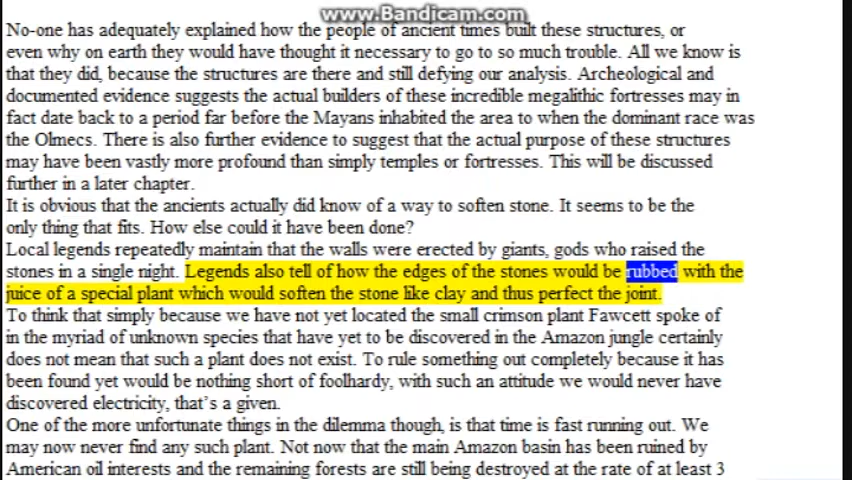 www.Bandicam.com
No-one has adequately explained how the people of ancient times built these structures, or
even why on earth they would have thought it necessary to go to so much trouble. All we know is
that they did, because the structures are there and still defying our analysis. Archeological and
documented evidence suggests the actual builders of these incredible megalithic fortresses may in
fact date back to a period far before the Mayans inhabited the area to when the dominant race was
the Olmecs. There is also further evidence to suggest that the actual purpose of these structures
may have been vastly more profound than simply temples or fortresses. This will be discussed
further in a later chapter.
It is obvious that the ancients actually did know of a way to soften stone. It seems to be the
only thing that fits. How else could it have been done?
Local legends repeatedly maintain that the walls were erected by giants, gods who raised the
stones in a single night. Legends also tell of how the edges of the stones would be rubbed with the
juice of a special plant which would soften the stone like clay and thus perfect the joint.
To think that simply because we have not yet located the small crimson plant Fawcett spoke of
in the myriad of unknown species that have yet to be discovered in the Amazon jungle certainly
does not mean that such a plant does not exist. To rule something out completely because it has
been found yet would be nothing short of foolhardy, with such an attitude we would never have
discovered electricity, that's a given.
One of the more unfortunate things in the dilemma though, is that time is fast running out. We
may now never find any such plant. Not now that the main Amazon basin has been ruined by
American oil interests and the remaining forests are still being destroyed at the rate of at least 3